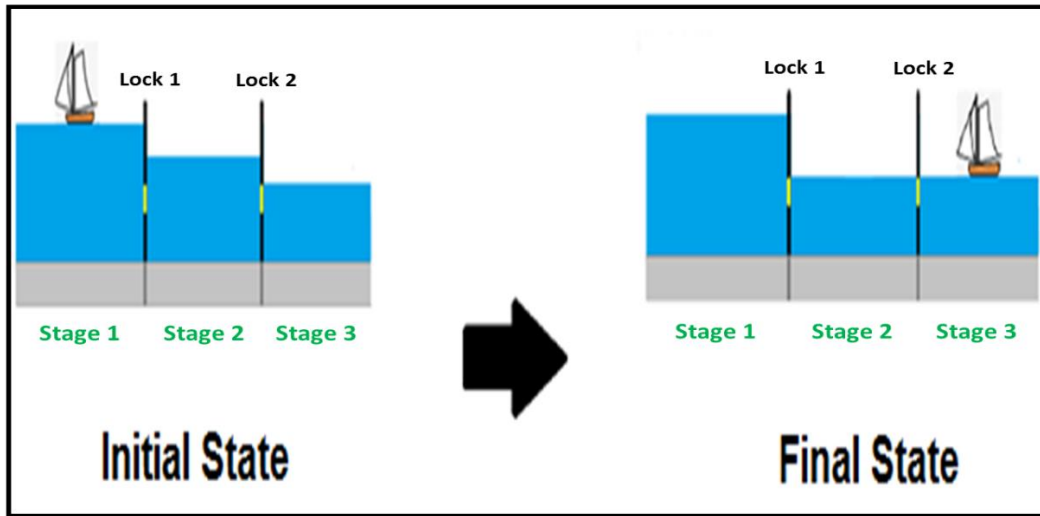 Lock 1 Lock 2
Stage 1 Stage 2 Stage 3
Initial State
Lock 1 Lock 2
Stage 1 Stage 2 Stage 3
Final State